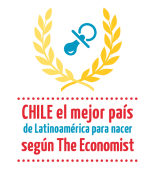 CHILE el mejor país
de Latinoamérica para nacer
según The Economist